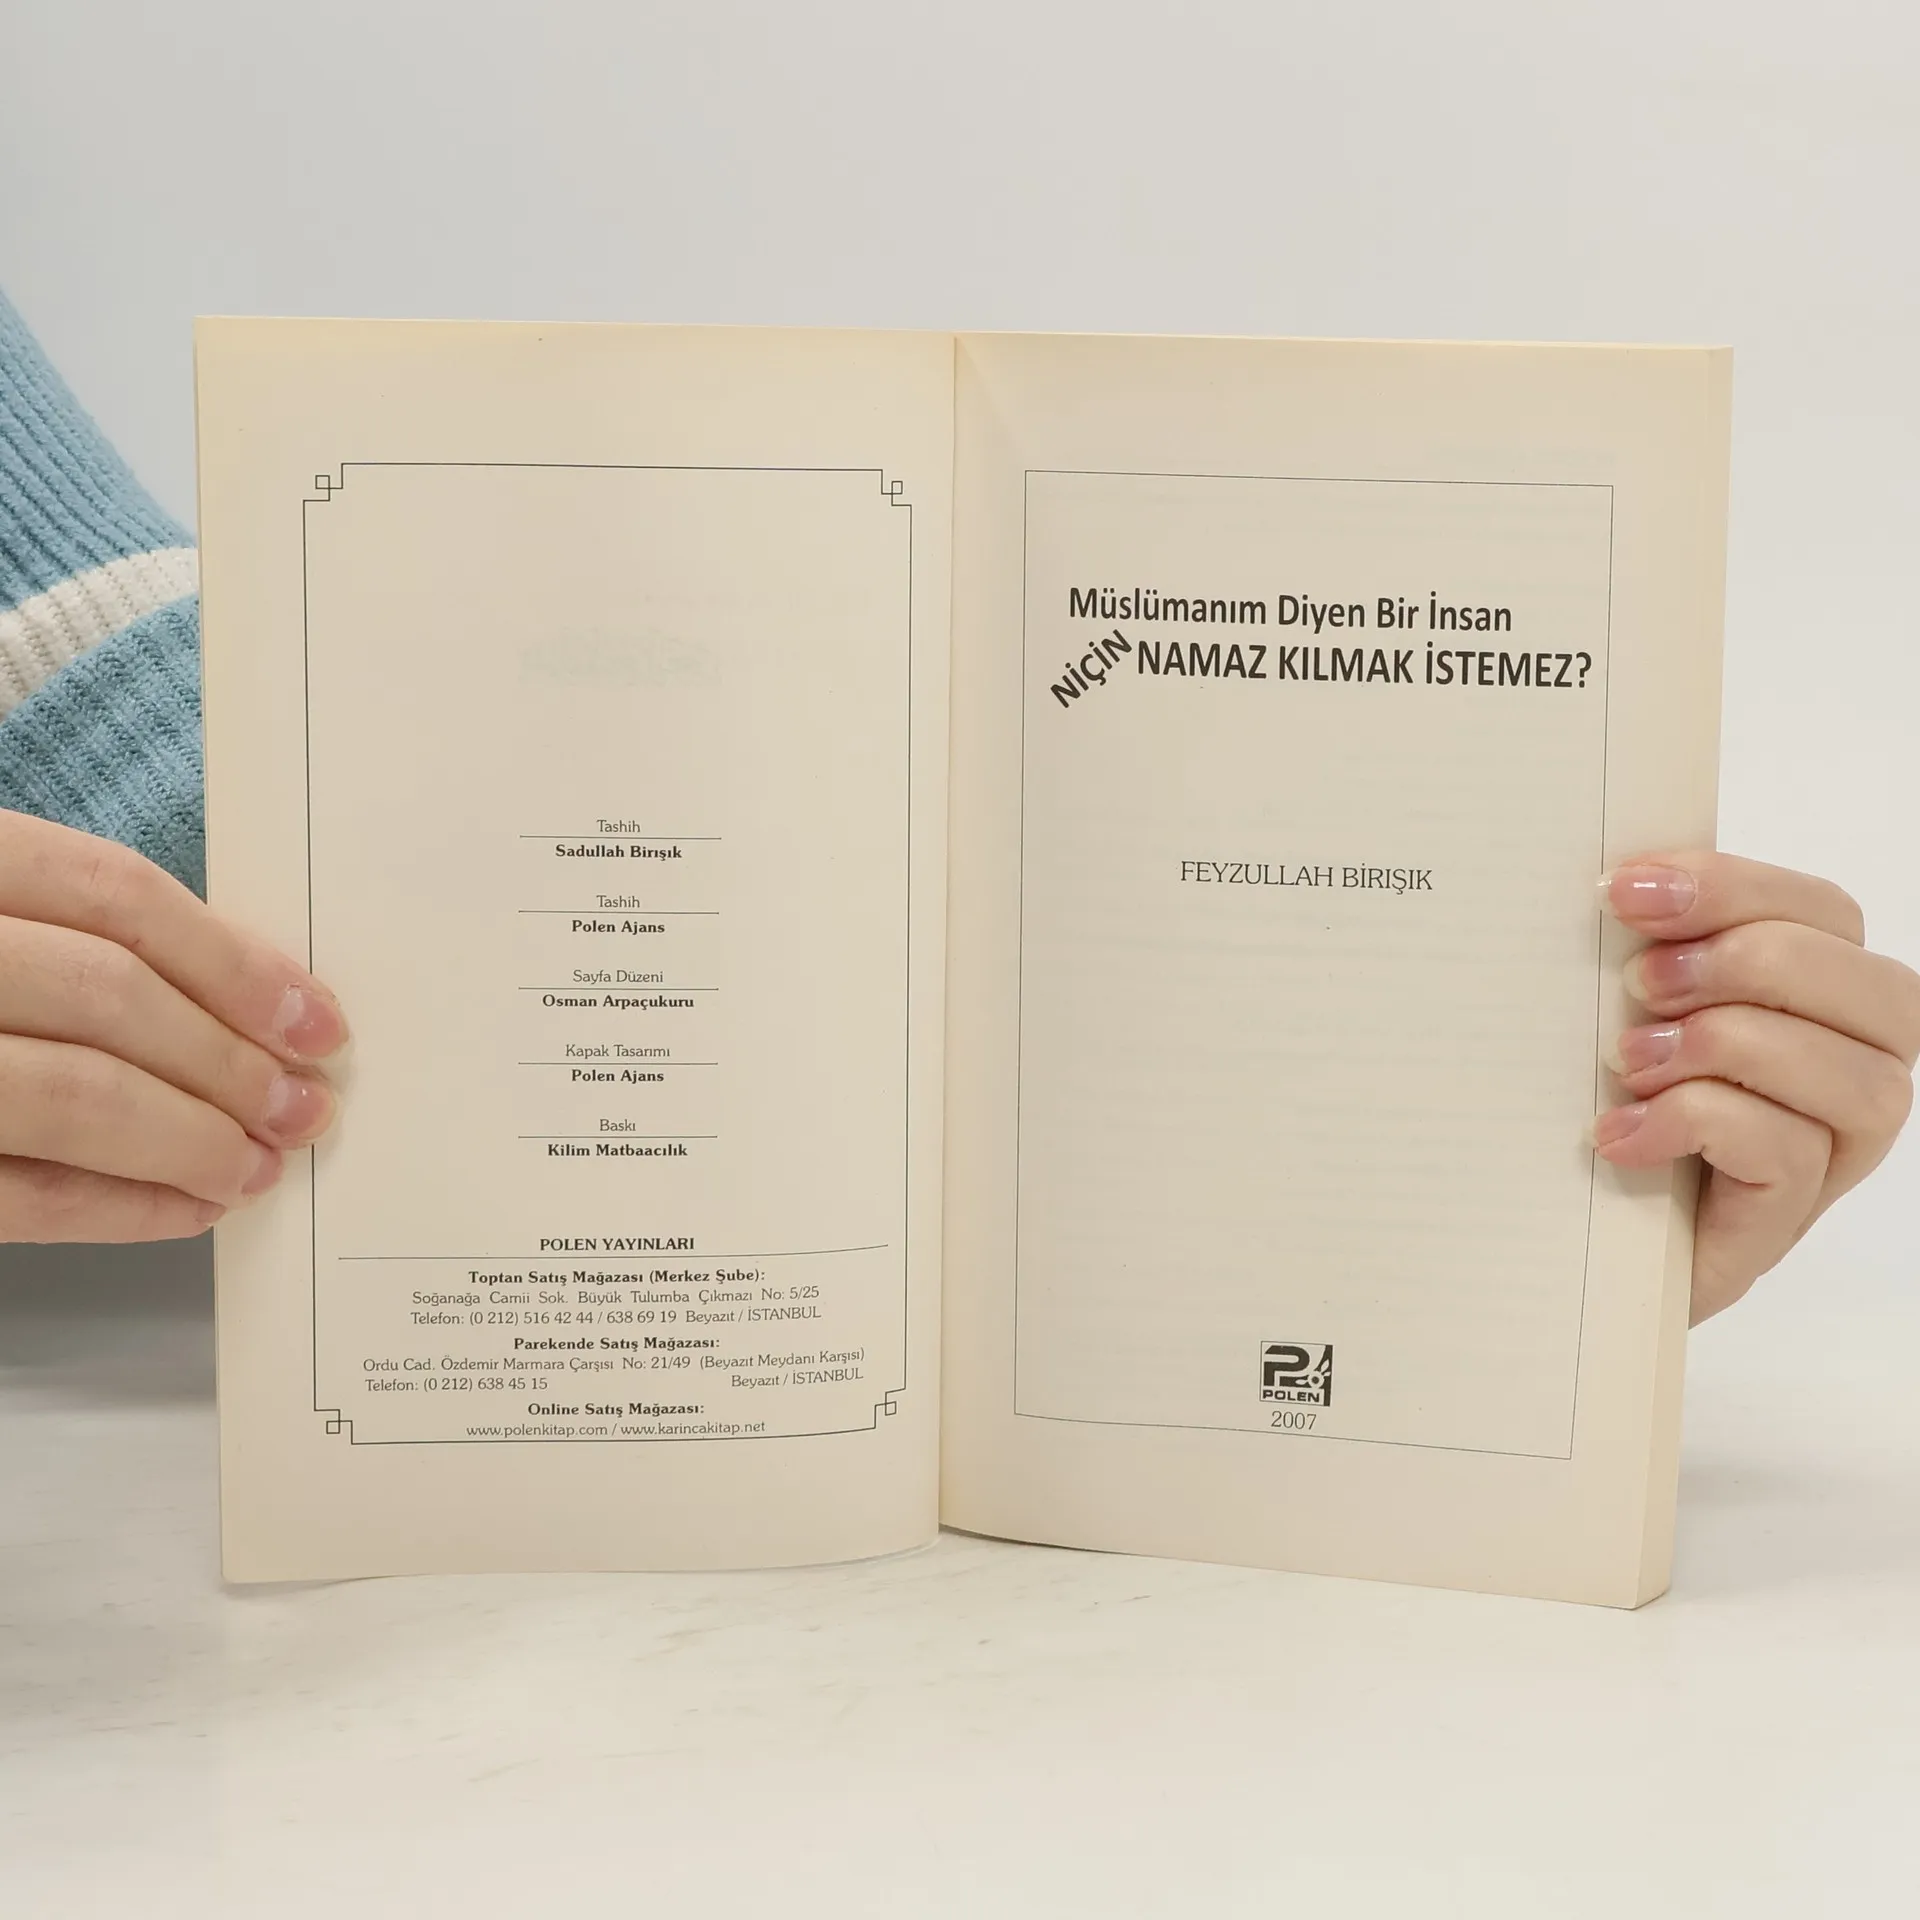 Tashih
Sadullah Birışık
Tashih
Polen Ajans
Sayfa Düzeni
Osman Arpaçukuru
Kapak Tasarımı
Polen Ajans
Baskı
Kilim Matbaacılık
POLEN YAYINLARI
Toptan Satış Mağazası (Merkez Şube):
Soğanağa Camii Sok. Büyük Tulumba Çıkmazı No: 5/25
Telefon: (0 212) 516 42 44 / 638 69 19 Beyazıt / İSTANBUL
Parekende Satış Mağazası:
Ordu Cad. Özdemir Marmara Çarşısı No: 21/49 (Beyazıt Meydanı Karşısı)
Telefon: (0 212) 638 45 15 Beyazıt / İSTANBUL
Online Satış Mağazası:
www.polenkitap.com / www.karincakitap.net
Müslümanım Diyen Bir İnsan
NİÇİN NAMAZ KILMAK İSTEMEZ?
FEYZULLAH BİRIŞIK
POLEN
2007